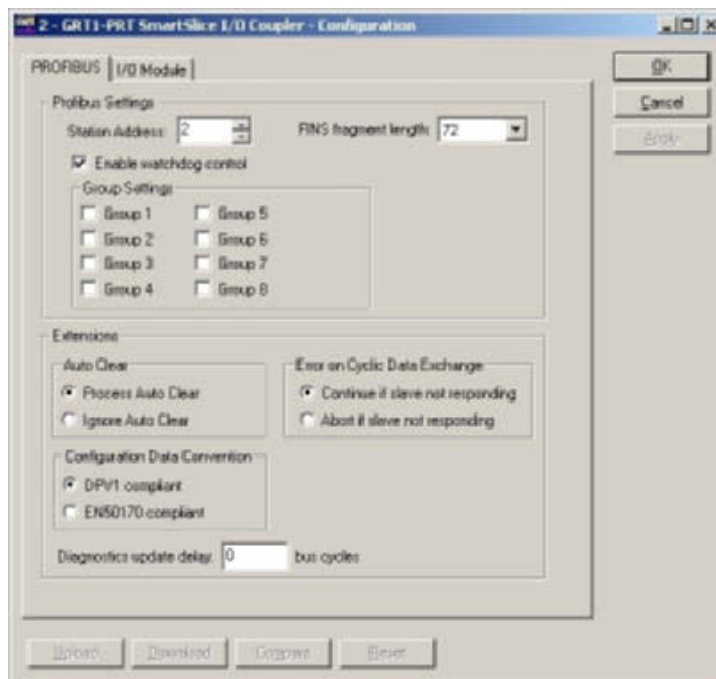 2 - GRT1-PRT SmartSlice I/O Coupler - Configuration
PROFIBUS I/O Module
OK
Cancel
Apply
Profibus Settings
Station Address: 2 FINS fragment length: 72
Enable watchdog control
Group Settings
Group 1 Group 5
Group 2 Group 6
Group 3 Group 7
Group 4 Group 8
Extensions
Auto Clear Error on Cyclic Data Exchange
Process Auto Clear Continue if slave not responding
Ignore Auto Clear Abort if slave not responding
Configuration Data Convention
DPV1 compliant
EN50170 compliant
Diagnostics update delay: 0 bus cycles
Upload Download Compare Reset